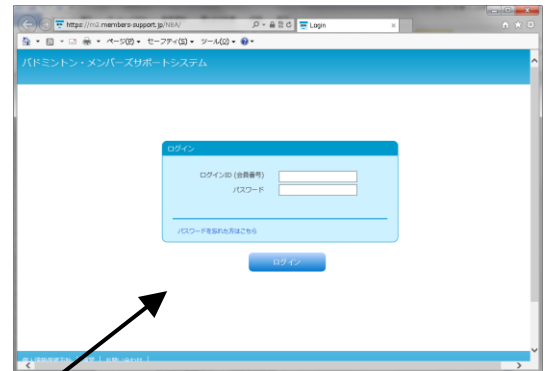 https://m2.members-support.jp/NBA/
Login
ページ(P) セーフティ(S) ツール(O)
バドミントン・メンバーズサポートシステム
ログイン
ログインID (会員番号)
パスワード
パスワードを忘れた方はこちら
ログイン